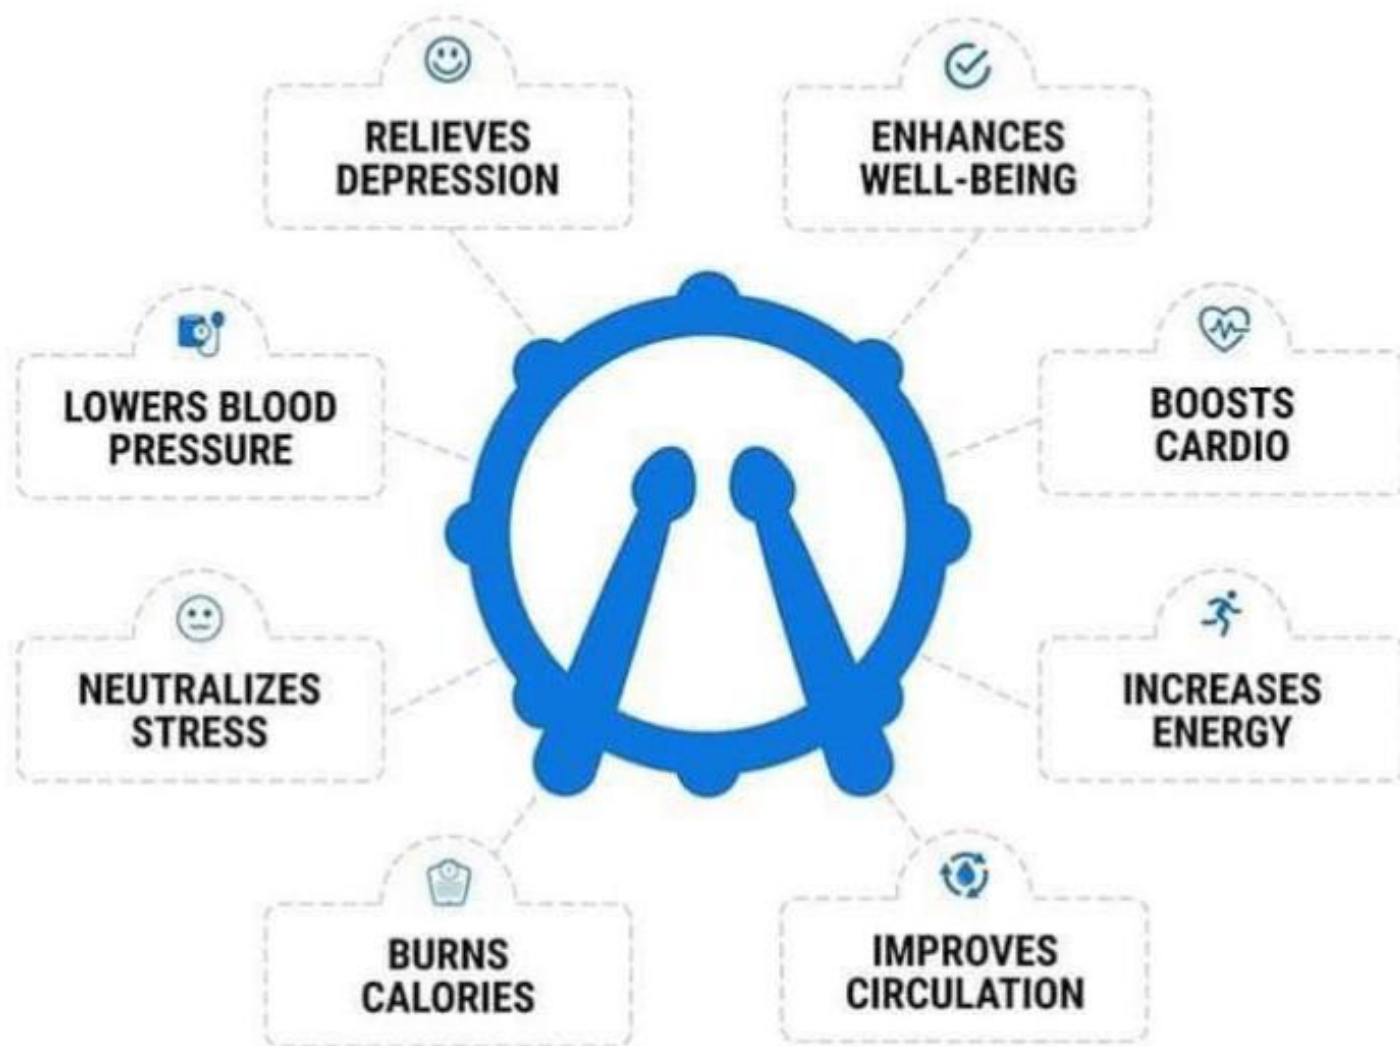 RELIEVES
DEPRESSION
ENHANCES
WELL-BEING
LOWERS BLOOD
PRESSURE
BOOSTS
CARDIO
NEUTRALIZES
STRESS
INCREASES
ENERGY
BURNS
CALORIES
IMPROVES
CIRCULATION